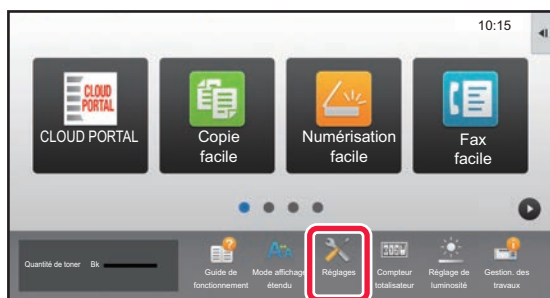 10:15
CLOUD
PORTAL
CLOUD PORTAL
Copie
facile
Numérisation
facile
Fax
facile
Quantité de toner Bk
Guide de
fonctionnement
Mode affichage
étendu
Réglages
Compteur
totalisateur
Réglage de
luminosité
Gestion. des
travaux